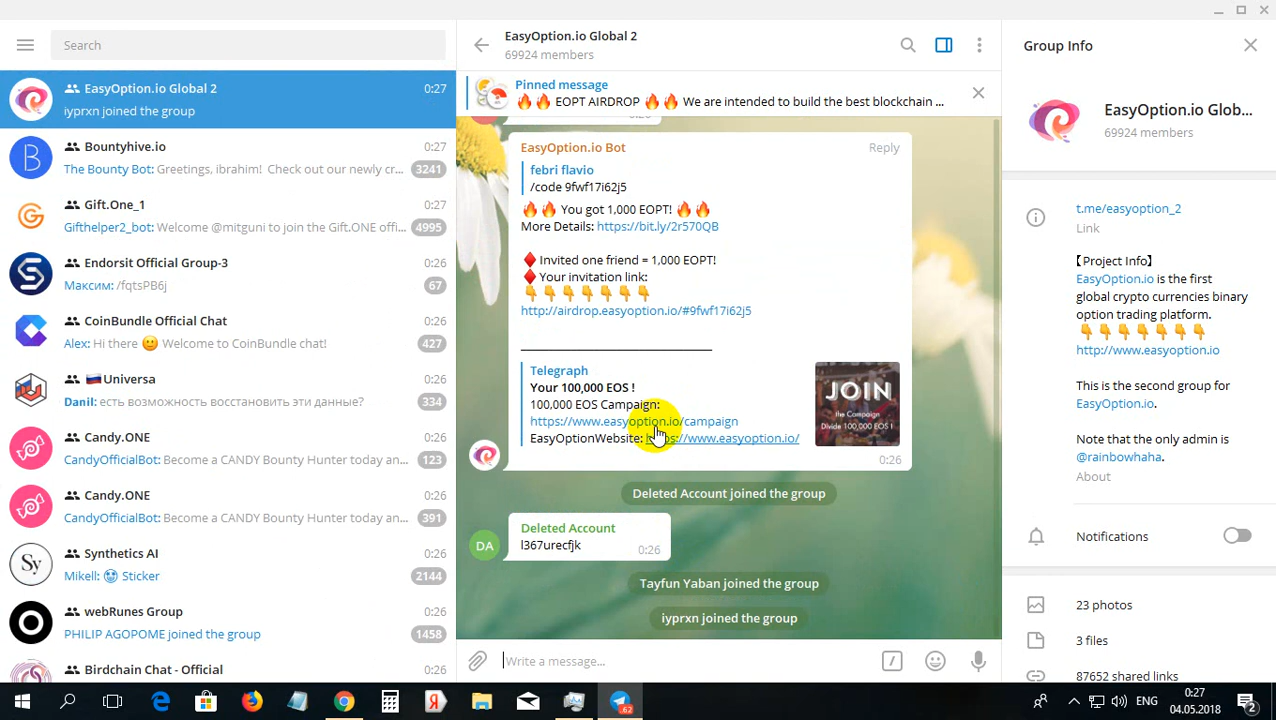 Search
EasyOption.io Global 2
0:27
iyprxn joined the group
Bountyhive.io
0:27
The Bounty Bot: Greetings, ibrahim! Check out our newly cr...
3241
Gift.One_1
0:27
Gifthelper2_bot: Welcome @mitguni to join the Gift.ONE offi...
4995
Endorsit Official Group-3
0:26
Максим: /fqtsPB6j
67
CoinBundle Official Chat
0:26
Alex: Hi there 🙂 Welcome to CoinBundle chat!
427
Universa
0:26
Danil: есть возможность восстановить эти данные?
334
Candy.ONE
0:26
CandyOfficialBot: Become a CANDY Bounty Hunter today an...
123
Candy.ONE
0:26
CandyOfficialBot: Become a CANDY Bounty Hunter today an...
391
Sy
Synthetics AI
0:26
Mikell: Sticker
2144
webRunes Group
0:26
PHILIP AGOPOME joined the group
1458
Birdchain Chat - Official
0:26
EasyOption.io Global 2
69924 members
Pinned message
🔥🔥 EOPT AIRDROP 🔥🔥 We are intended to build the best blockchain ...
EasyOption.io Bot
Reply
febri flavio
/code 9fwf17i62j5
🔥🔥 You got 1,000 EOPT! 🔥🔥
More Details: https://bit.ly/2r570QB
♦ Invited one friend = 1,000 EOPT!
♦ Your invitation link:
👇👇👇👇👇👇👇
http://airdrop.easyoption.io/#9fwf17i62j5
Telegraph
Your 100,000 EOS !
100,000 EOS Campaign:
https://www.easyoption.io/campaign
EasyOptionWebsite: https://www.easyoption.io/
JOIN
the Campaign
Divide 100,000 EOS !
0:26
Deleted Account joined the group
DA
Deleted Account
l367urecfjk
0:26
Tayfun Yaban joined the group
iyprxn joined the group
Write a message...
Group Info
EasyOption.io Glob...
69924 members
t.me/easyoption_2
Link
【Project Info】
EasyOption.io is the first
global crypto currencies binary
option trading platform.
👇👇👇👇👇👇👇
http://www.easyoption.io
This is the second group for
EasyOption.io.
Note that the only admin is
@rainbowhaha.
About
Notifications
23 photos
3 files
87652 shared links
62
ENG
0:27
04.05.2018
2